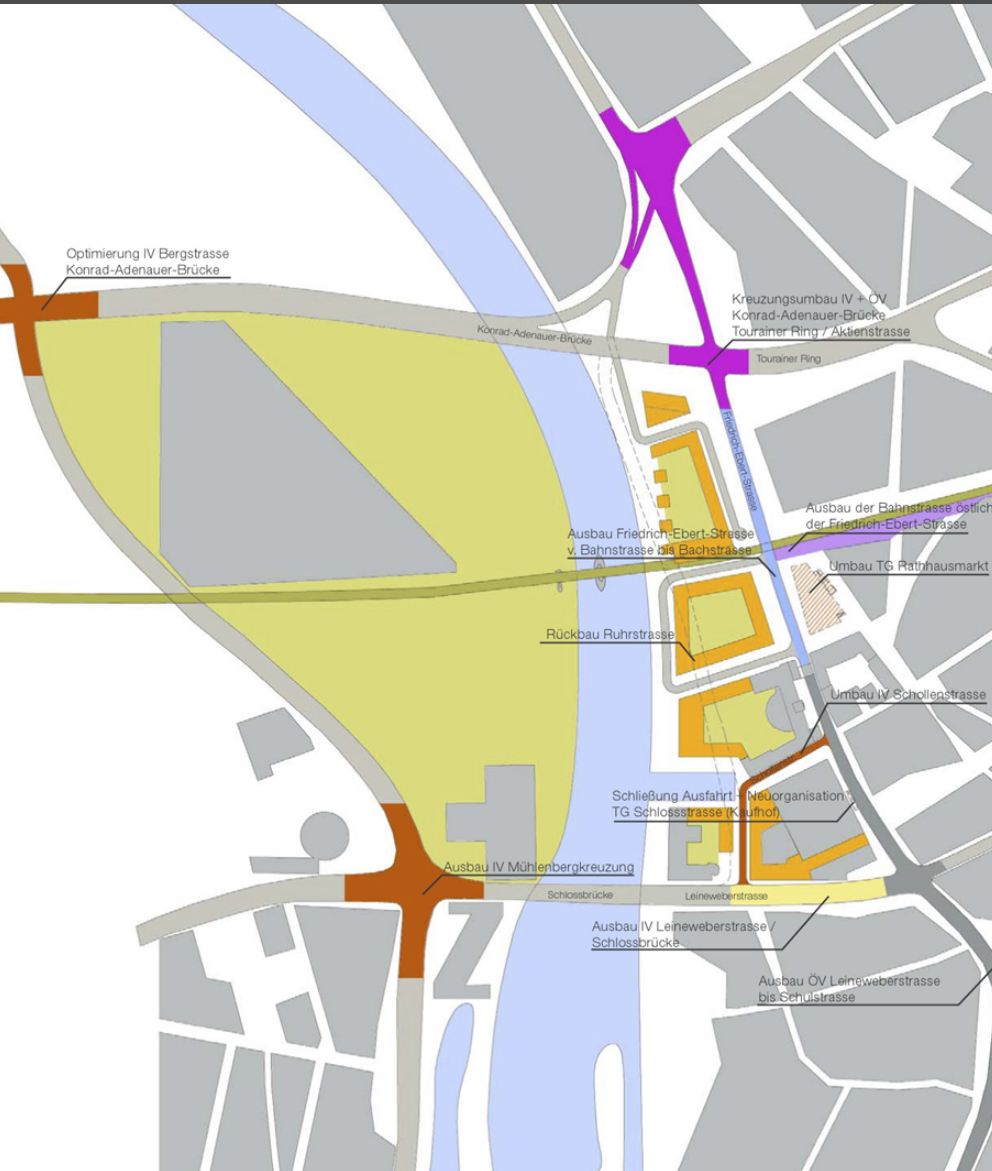 Optimierung IV Bergstrasse
Konrad-Adenauer-Brücke
Kreuzungsumbau IV + ÖV
Konrad-Adenauer-Brücke
Tourainer Ring / Aktienstrasse
Konrad-Adenauer-Brücke
Tourainer Ring
Friedrich-Ebert-Strasse
Ausbau der Bahnstrasse östlich
der Friedrich-Ebert-Strasse
Ausbau Friedrich-Ebert-Strasse
v. Bahnstrasse bis Bachstrasse
Umbau TG Rathhausmarkt
Rückbau Ruhrstrasse
Umbau IV Schollenstrasse
Schließung Ausfahrt + Neuorganisation
TG Schlossstrasse (Kaufhof)
Ausbau IV Mühlenbergkreuzung
Schlossbrücke
Leineweberstrasse
Ausbau IV Leineweberstrasse /
Schlossbrücke
Ausbau ÖV Leineweberstrasse
bis Schulstrasse